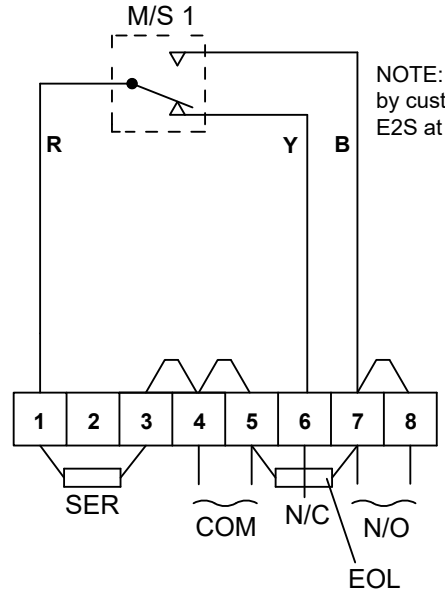 M/S 1
NOTE:
by cust
E2S at
R
Y
B
1 2 3 4 5 6 7 8
SER
COM
N/C
N/O
EOL